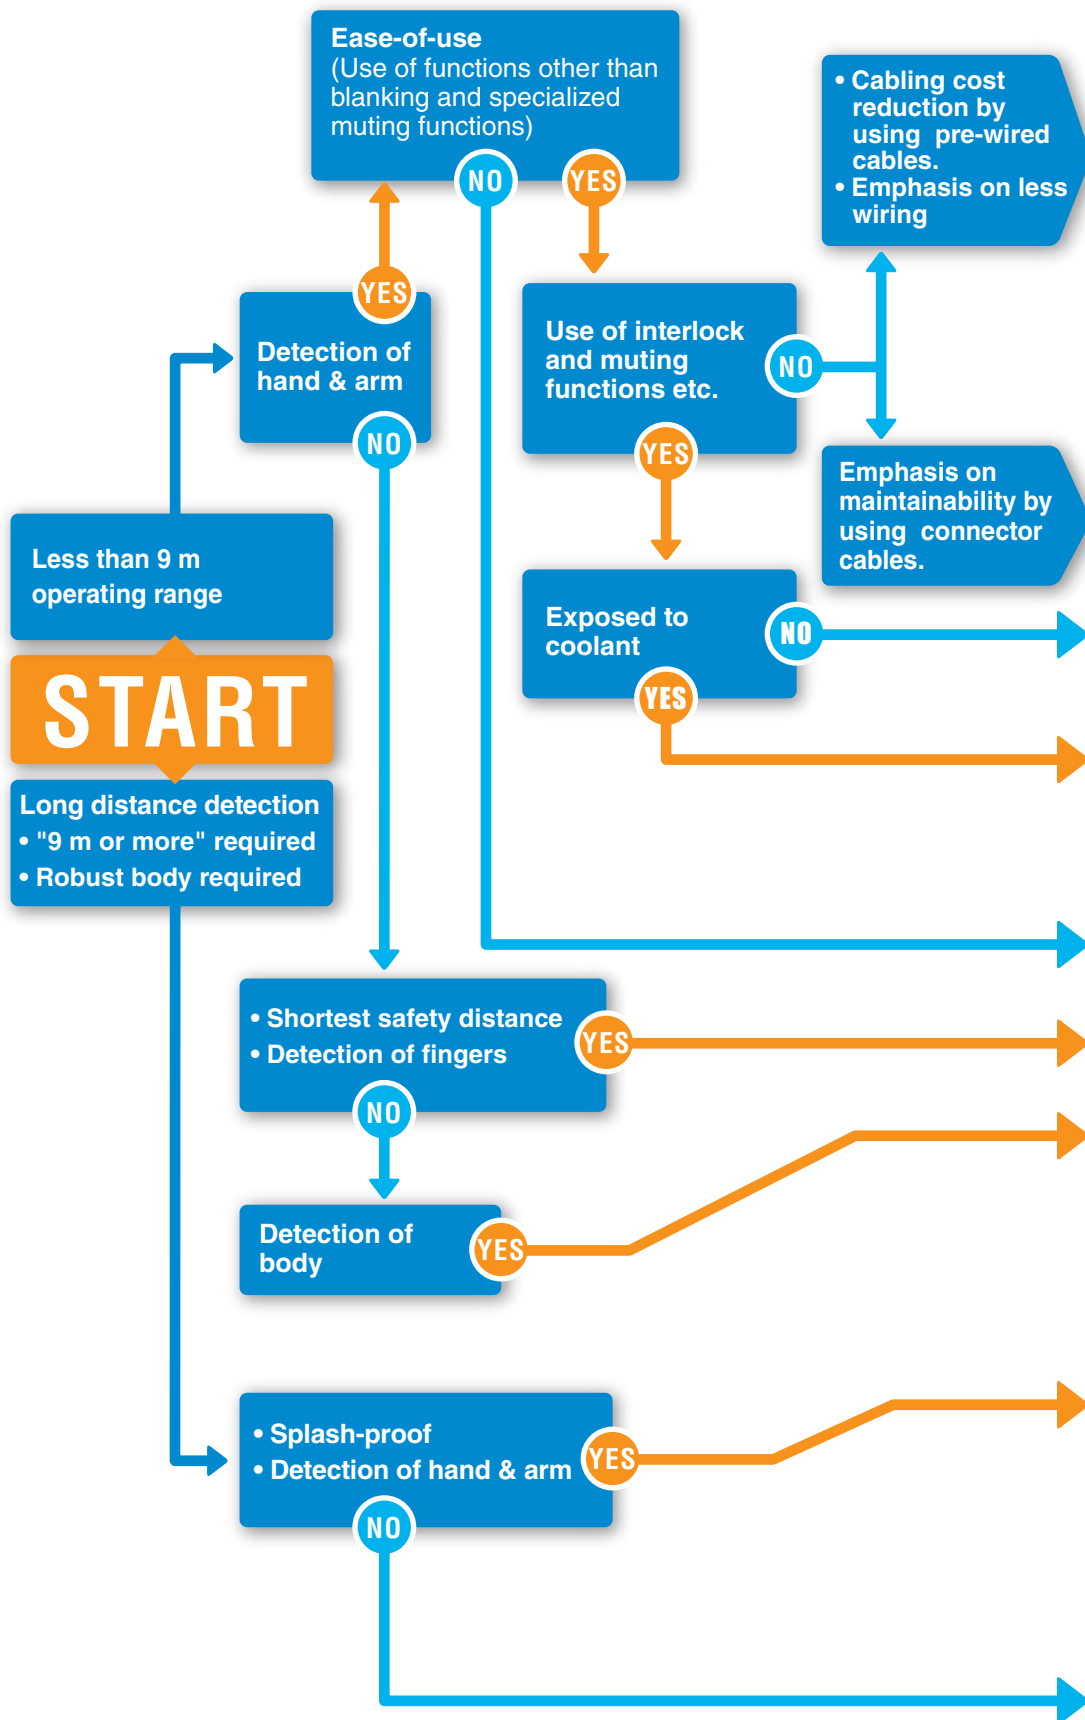 Ease-of-use
(Use of functions other than
blanking and specialized
muting functions)
NO
YES
• Cabling cost
reduction by
using pre-wired
cables.
• Emphasis on less
wiring
YES
Detection of
hand & arm
NO
Use of interlock
and muting
functions etc.
NO
YES
Emphasis on
maintainability by
using connector
cables.
Less than 9 m
operating range
Exposed to
coolant
NO
YES
START
Long distance detection
• "9 m or more" required
• Robust body required
• Shortest safety distance
• Detection of fingers
YES
NO
Detection of
body
YES
• Splash-proof
• Detection of hand & arm
YES
NO